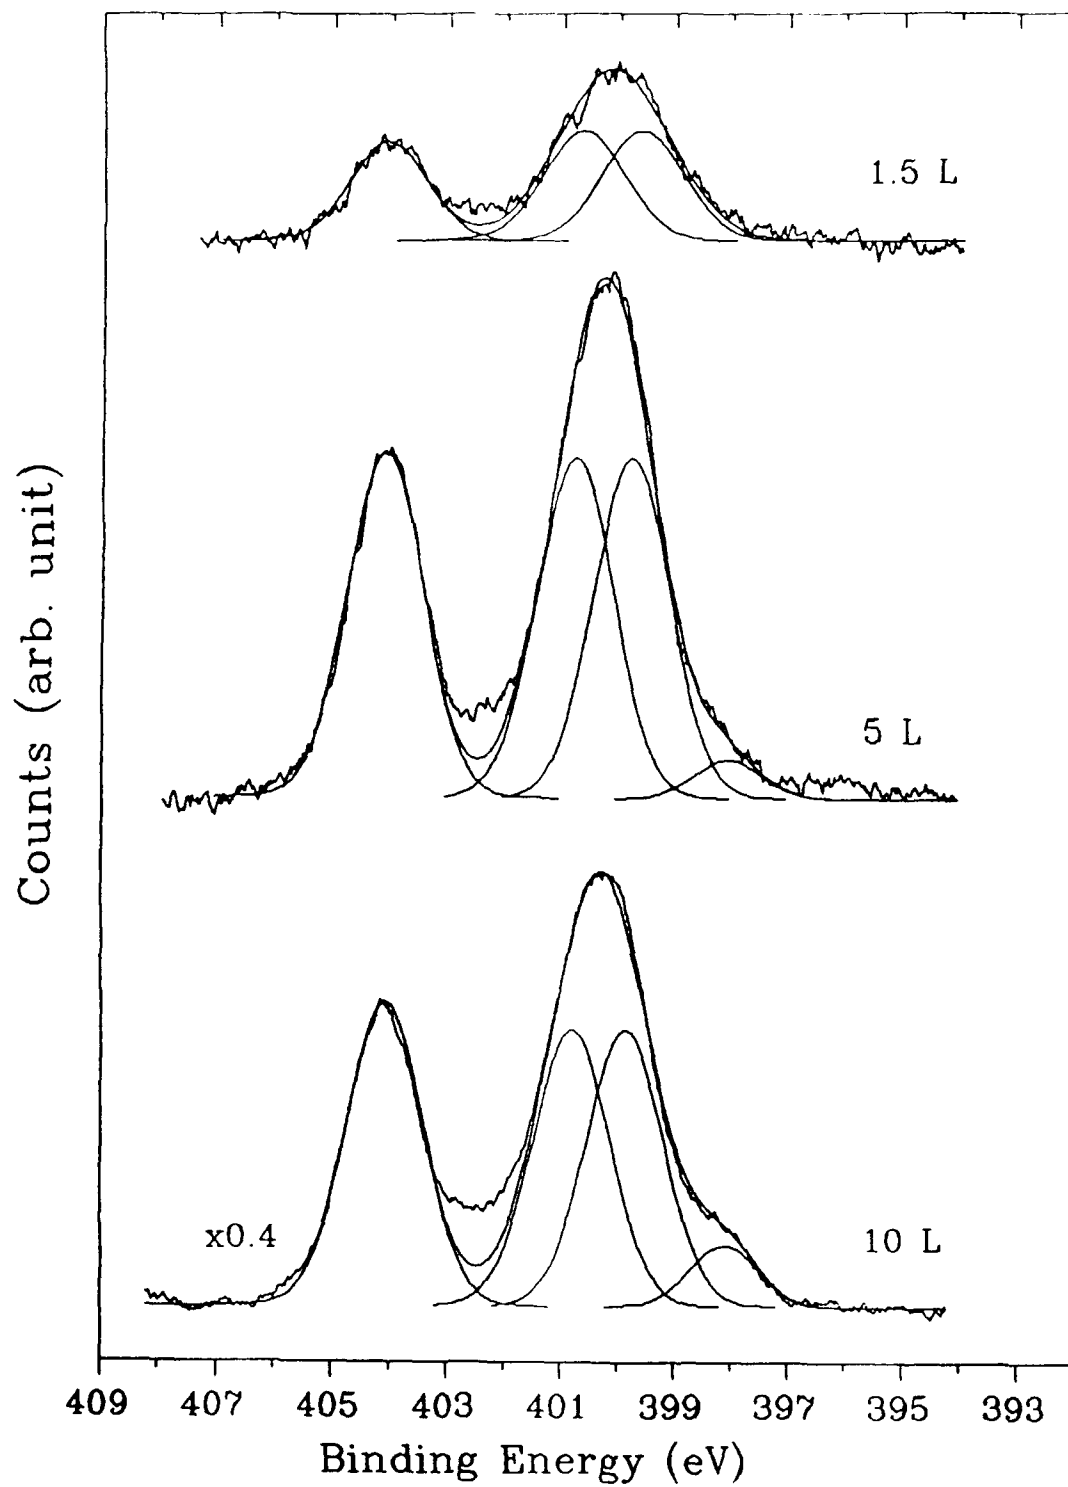 1.5 L
Counts (arb. unit)
5 L
x0.4
10 L
409 407 405 403 401 399 397 395 393
Binding Energy (eV)